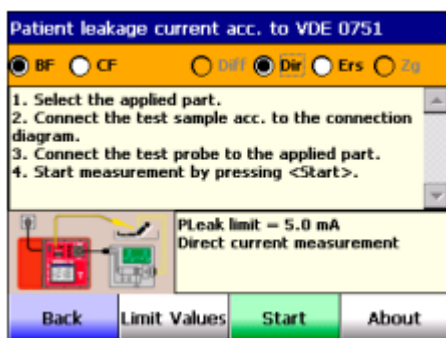 Patient leakage current acc. to VDE 0751
BF CF Diff Dir Ers Zg
1. Select the applied part.
2. Connect the test sample acc. to the connection
diagram.
3. Connect the test probe to the applied part.
4. Start measurement by pressing <Start>.
PLeak limit = 5.0 mA
Direct current measurement
Back Limit Values Start About